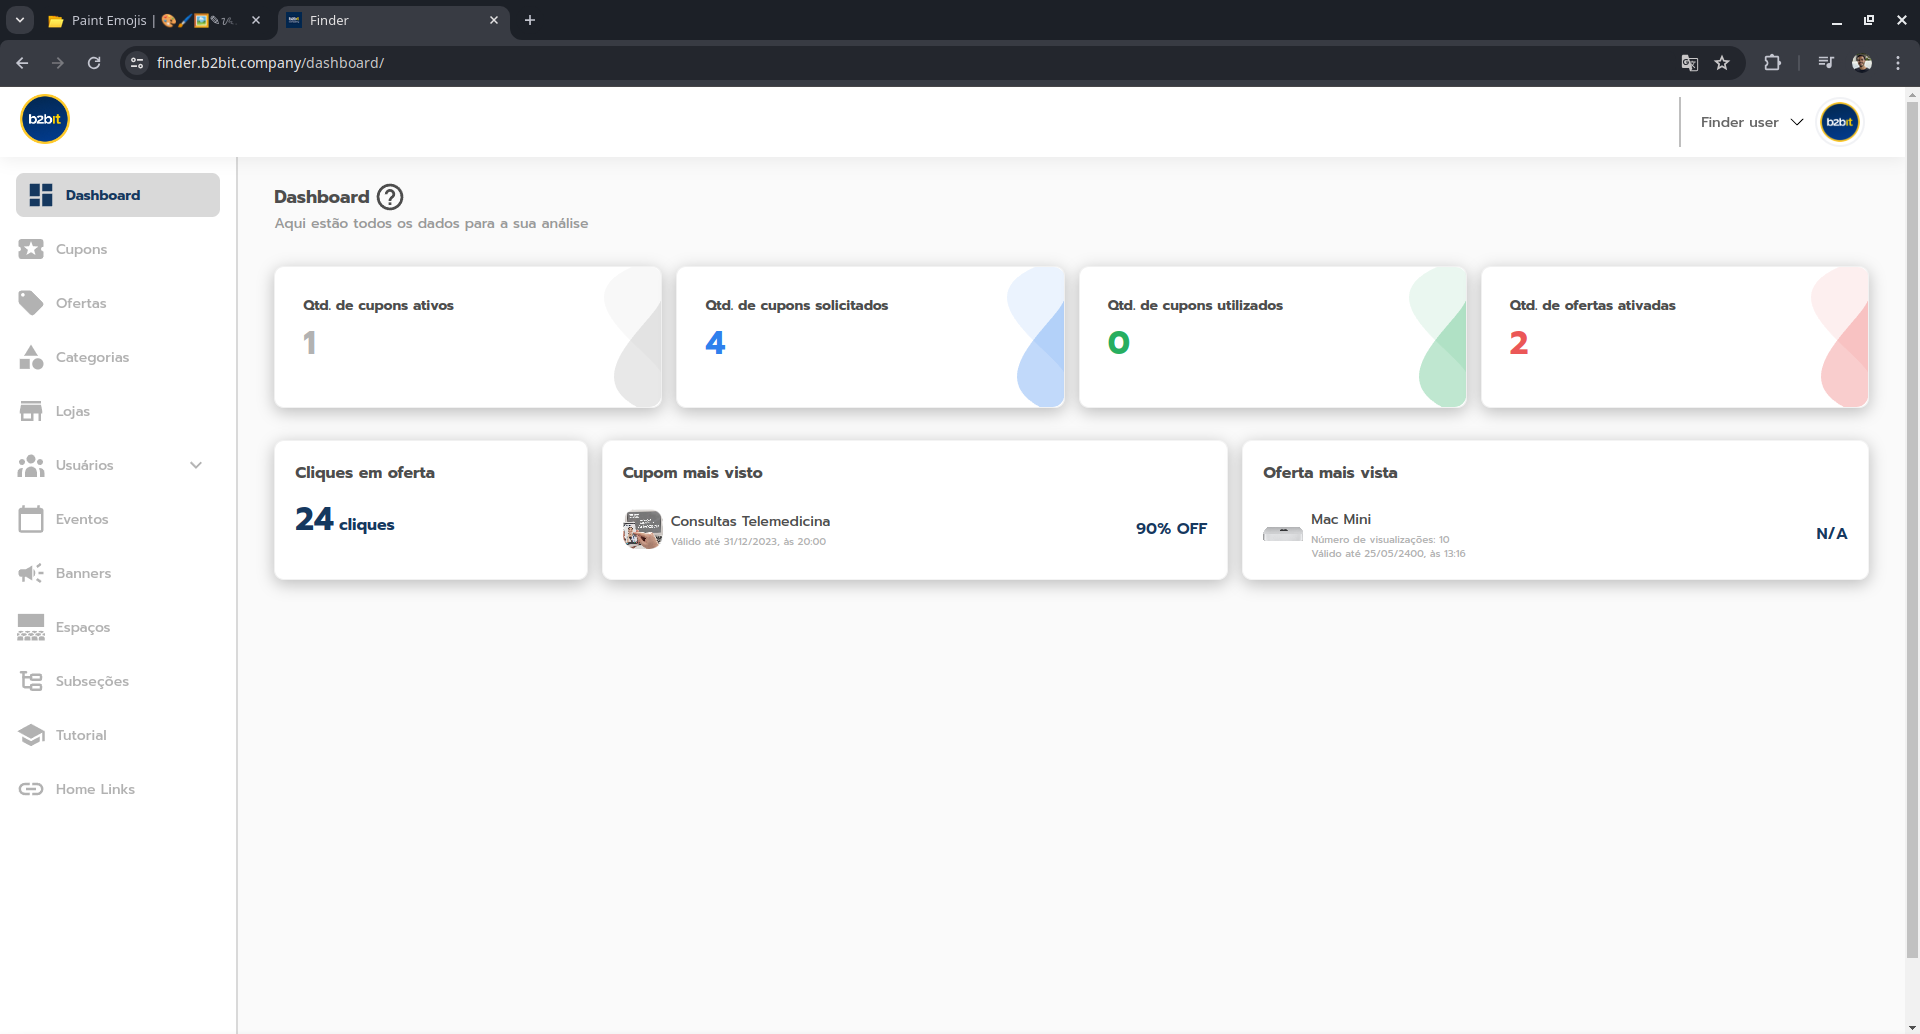 Paint Emojis |
Finder
finder.b2bit.company/dashboard/
b2bit
Finder user
b2bit
Dashboard
Cupons
Ofertas
Categorias
Lojas
Usuários
Eventos
Banners
Espaços
Subseções
Tutorial
Home Links
Dashboard ?
Aqui estão todos os dados para a sua análise
Qtd. de cupons ativos
1
Qtd. de cupons solicitados
4
Qtd. de cupons utilizados
0
Qtd. de ofertas ativadas
2
Cliques em oferta
24 cliques
Cupom mais visto
Consultas Telemedicina
Válido até 31/12/2023, às 20:00
90% OFF
Oferta mais vista
Mac Mini
Número de visualizações: 10
Válido até 25/05/2400, às 13:16
N/A